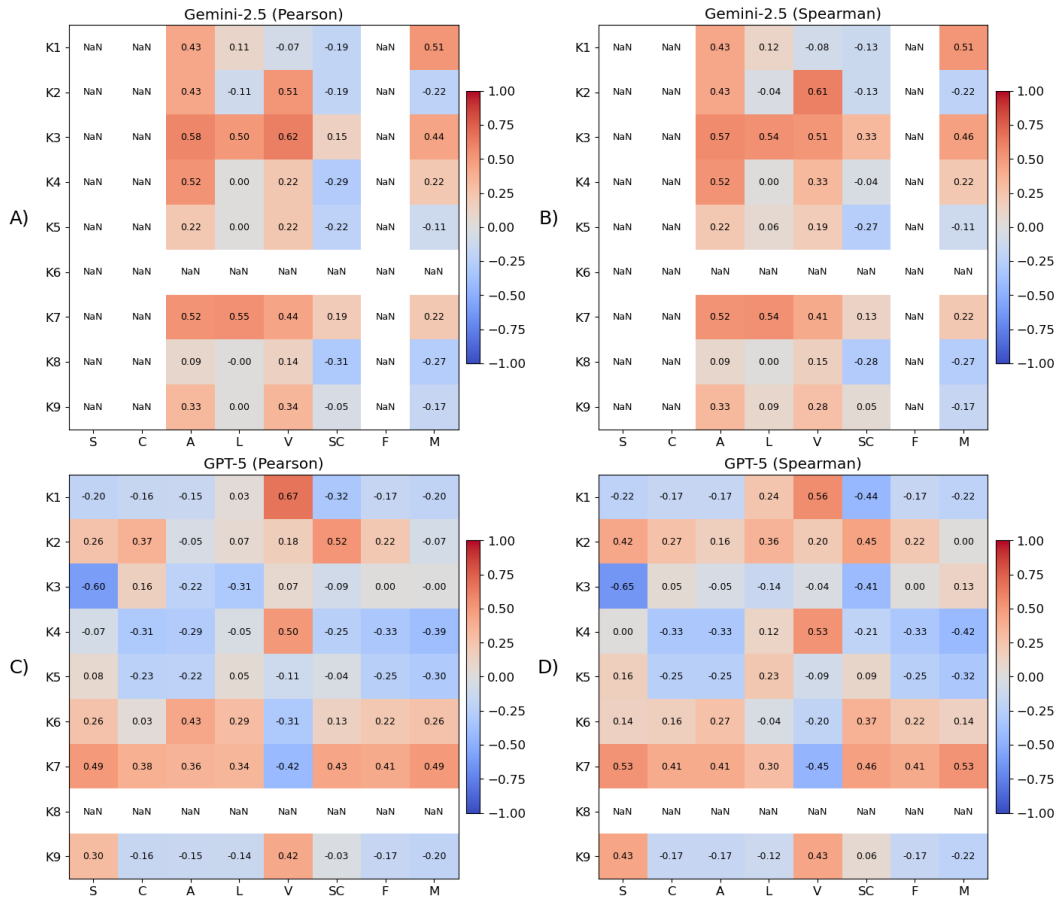 Gemini-2.5 (Pearson)
K1 NaN NaN 0.43 0.11 -0.07 -0.19 NaN 0.51
K2 NaN NaN 0.43 -0.11 0.51 -0.19 NaN -0.22
K3 NaN NaN 0.58 0.50 0.62 0.15 NaN 0.44
K4 NaN NaN 0.52 0.00 0.22 -0.29 NaN 0.22
K5 NaN NaN 0.22 0.00 0.22 -0.22 NaN -0.11
K6 NaN NaN NaN NaN NaN NaN NaN NaN
K7 NaN NaN 0.52 0.55 0.44 0.19 NaN 0.22
K8 NaN NaN 0.09 -0.00 0.14 -0.31 NaN -0.27
K9 NaN NaN 0.33 0.00 0.34 -0.05 NaN -0.17
S C A L V SC F M
A)
1.00
0.75
0.50
0.25
0.00
−0.25
−0.50
−0.75
−1.00
Gemini-2.5 (Spearman)
K1 NaN NaN 0.43 0.12 -0.08 -0.13 NaN 0.51
K2 NaN NaN 0.43 -0.04 0.61 -0.13 NaN -0.22
K3 NaN NaN 0.57 0.54 0.51 0.33 NaN 0.46
K4 NaN NaN 0.52 0.00 0.33 -0.04 NaN 0.22
K5 NaN NaN 0.22 0.06 0.19 -0.27 NaN -0.11
K6 NaN NaN NaN NaN NaN NaN NaN NaN
K7 NaN NaN 0.52 0.54 0.41 0.13 NaN 0.22
K8 NaN NaN 0.09 0.00 0.15 -0.28 NaN -0.27
K9 NaN NaN 0.33 0.09 0.28 0.05 NaN -0.17
S C A L V SC F M
B)
1.00
0.75
0.50
0.25
0.00
−0.25
−0.50
−0.75
−1.00
GPT-5 (Pearson)
K1 -0.20 -0.16 -0.15 0.03 0.67 -0.32 -0.17 -0.20
K2 0.26 0.37 -0.05 0.07 0.18 0.52 0.22 -0.07
K3 -0.60 0.16 -0.22 -0.31 0.07 -0.09 0.00 -0.00
K4 -0.07 -0.31 -0.29 -0.05 0.50 -0.25 -0.33 -0.39
K5 0.08 -0.23 -0.22 0.05 -0.11 -0.04 -0.25 -0.30
K6 0.26 0.03 0.43 0.29 -0.31 0.13 0.22 0.26
K7 0.49 0.38 0.36 0.34 -0.42 0.43 0.41 0.49
K8 NaN NaN NaN NaN NaN NaN NaN NaN
K9 0.30 -0.16 -0.15 -0.14 0.42 -0.03 -0.17 -0.20
S C A L V SC F M
C)
1.00
0.75
0.50
0.25
0.00
−0.25
−0.50
−0.75
−1.00
GPT-5 (Spearman)
K1 -0.22 -0.17 -0.17 0.24 0.56 -0.44 -0.17 -0.22
K2 0.42 0.27 0.16 0.36 0.20 0.45 0.22 0.00
K3 -0.65 0.05 -0.05 -0.14 -0.04 -0.41 0.00 0.13
K4 0.00 -0.33 -0.33 0.12 0.53 -0.21 -0.33 -0.42
K5 0.16 -0.25 -0.25 0.23 -0.09 0.09 -0.25 -0.32
K6 0.14 0.16 0.27 -0.04 -0.20 0.37 0.22 0.14
K7 0.53 0.41 0.41 0.30 -0.45 0.46 0.41 0.53
K8 NaN NaN NaN NaN NaN NaN NaN NaN
K9 0.43 -0.17 -0.17 -0.12 0.43 0.06 -0.17 -0.22
S C A L V SC F M
D)
1.00
0.75
0.50
0.25
0.00
−0.25
−0.50
−0.75
−1.00